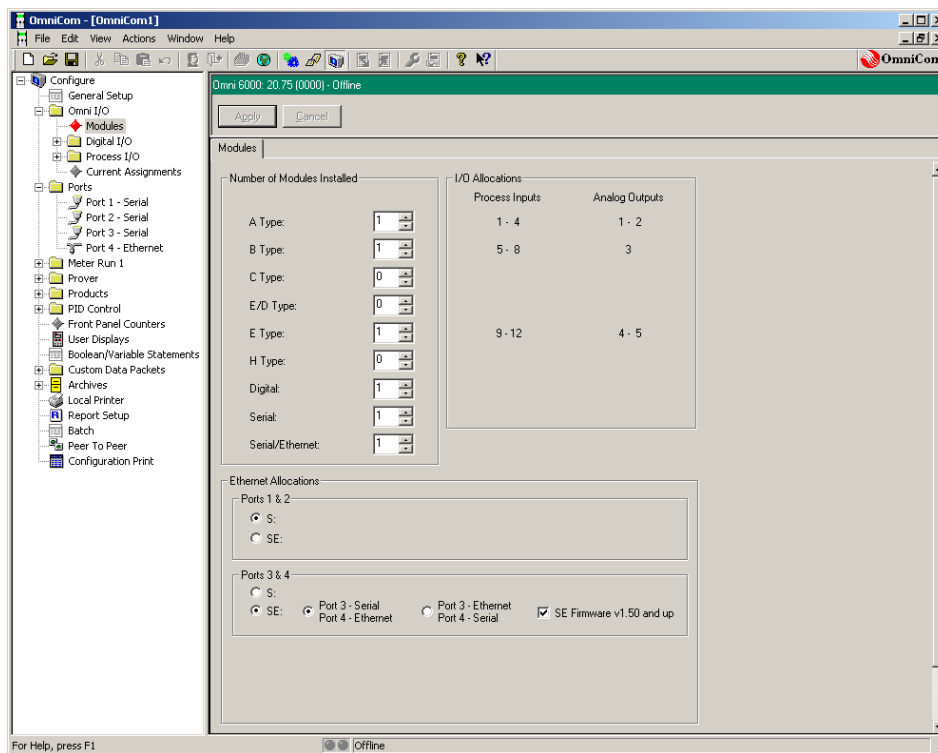 OmniCom - [OmniCom1]
File Edit View Actions Window Help
OmniCom
Configure
General Setup
Omni I/O
Modules
Digital I/O
Process I/O
Current Assignments
Ports
Port 1 - Serial
Port 2 - Serial
Port 3 - Serial
Port 4 - Ethernet
Meter Run 1
Prover
Products
PID Control
Front Panel Counters
User Displays
Boolean/Variable Statements
Custom Data Packets
Archives
Local Printer
Report Setup
Batch
Peer To Peer
Configuration Print
Omni 6000: 20.75 (0000) - Offline
Apply Cancel
Modules
Number of Modules Installed
A Type: 1
B Type: 1
C Type: 0
E/D Type: 0
E Type: 1
H Type: 0
Digital: 1
Serial: 1
Serial/Ethernet: 1
I/O Allocations
Process Inputs Analog Outputs
1 - 4 1 - 2
5 - 8 3
9 - 12 4 - 5
Ethernet Allocations
Ports 1 & 2
S:
SE:
Ports 3 & 4
S:
SE:
Port 3 - Serial
Port 4 - Ethernet
Port 3 - Ethernet
Port 4 - Serial
SE Firmware v1.50 and up
For Help, press F1
Offline